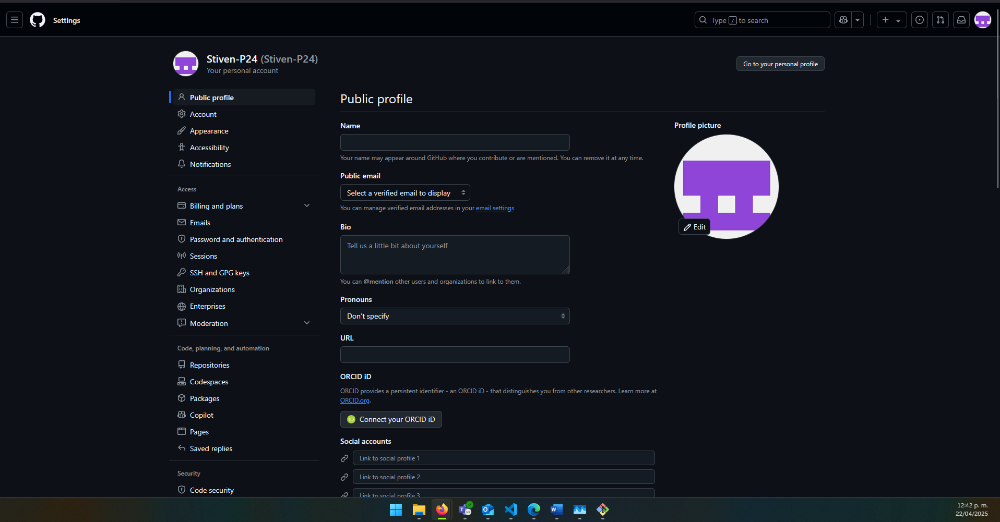 Settings
Type / to search
Stiven-P24 (Stiven-P24)
Your personal account
Go to your personal profile
Public profile
Account
Appearance
Accessibility
Notifications
Access
Billing and plans
Emails
Password and authentication
Sessions
SSH and GPG keys
Organizations
Enterprises
Moderation
Code, planning, and automation
Repositories
Codespaces
Packages
Copilot
Pages
Saved replies
Security
Code security
Public profile
Name
Your name may appear around GitHub where you contribute or are mentioned. You can remove it at any time.
Public email
Select a verified email to display
You can manage verified email addresses in your email settings
Bio
Tell us a little bit about yourself
You can @mention other users and organizations to link to them.
Pronouns
Don't specify
URL
ORCID iD
ORCID provides a persistent identifier - an ORCID iD - that distinguishes you from other researchers. Learn more at
ORCID.org.
iD Connect your ORCID iD
Social accounts
Link to social profile 1
Link to social profile 2
Link to social profile 3
Profile picture
Edit
12:42 p. m.
22/04/2025